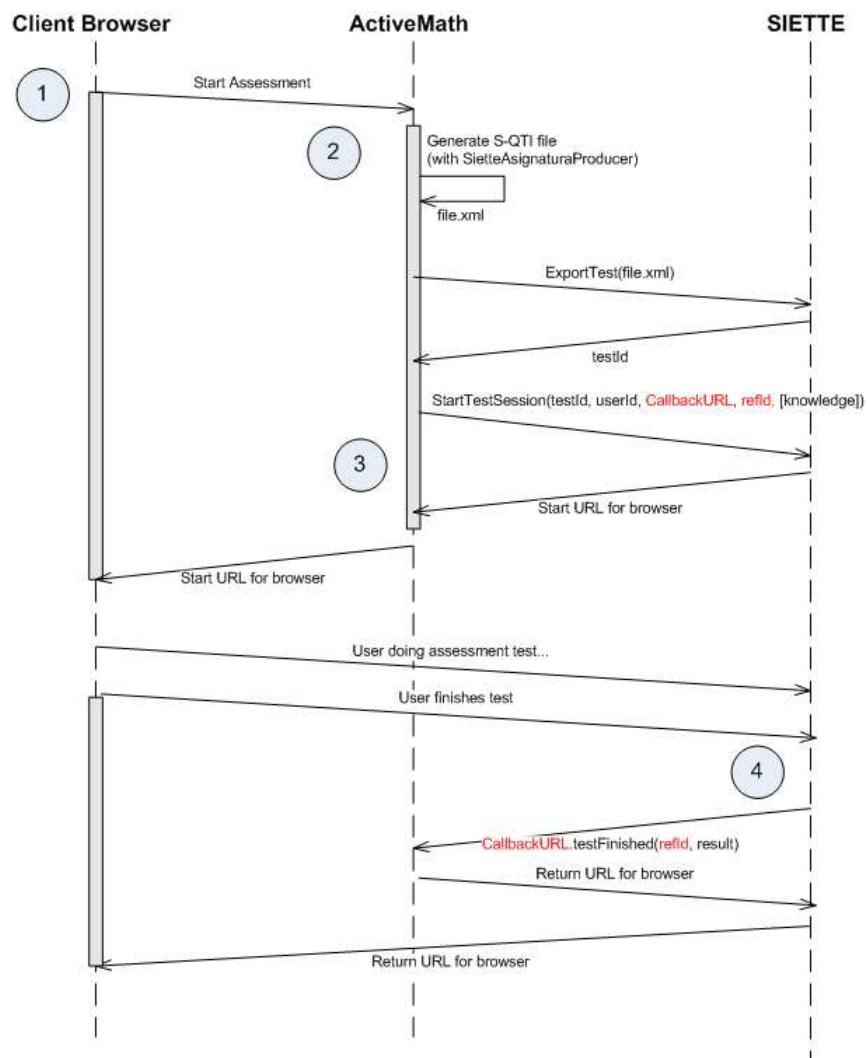 Client Browser
ActiveMath
SIETTE
1
Start Assessment
2
Generate S-QTI file
(with SietteAsignaturaProducer)
file.xml
ExportTest(file.xml)
testId
StartTestSession(testId, userId, CallbackURL, refId, [knowledge])
3
Start URL for browser
Start URL for browser
User doing assessment test...
User finishes test
4
CallbackURL.testFinished(refId, result)
Return URL for browser
Return URL for browser